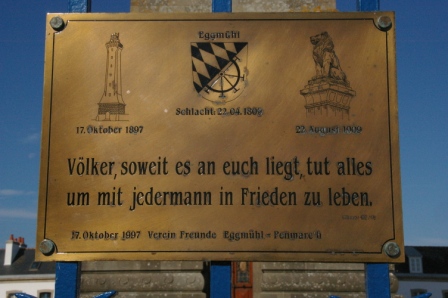 Eggmühl
Schlacht: 22.04.1809
17. Oktober 1897
22. August 1909
Völker, soweit es an euch liegt, tut alles
um mit jedermann in Frieden zu leben.
17. Oktober 1997 Verein Freunde Eggmühl - Penmarc'h